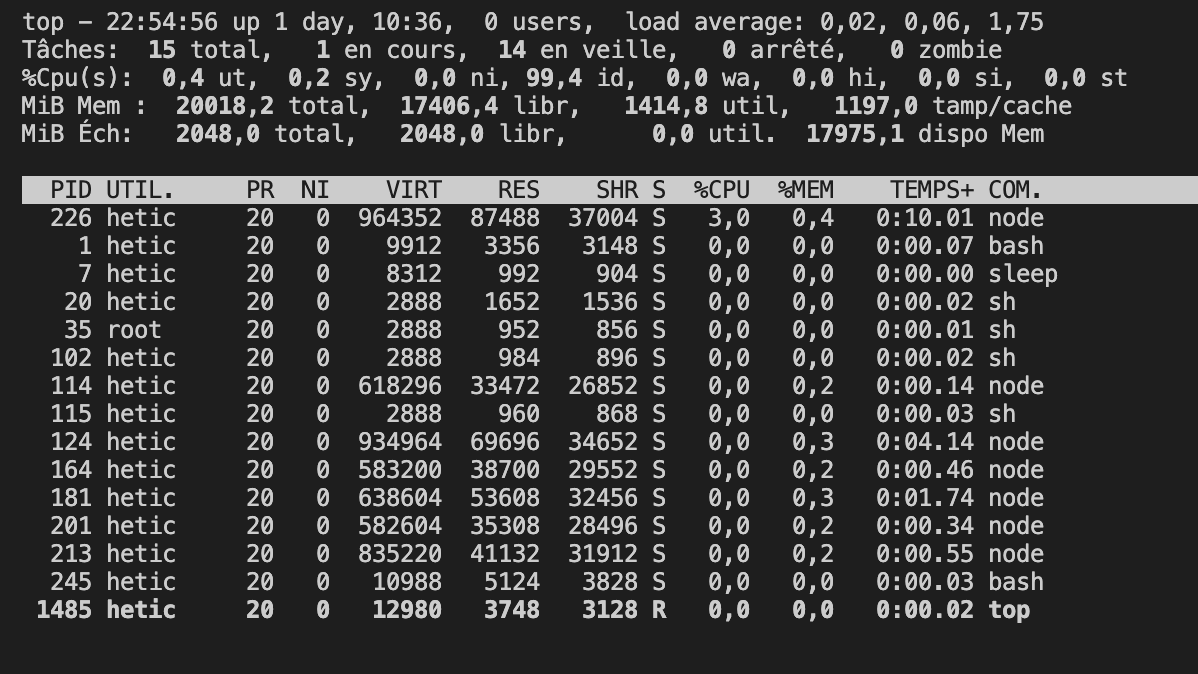 top - 22:54:56 up 1 day, 10:36,  0 users,  load average: 0,02, 0,06, 1,75
Tâches:  15 total,   1 en cours,  14 en veille,   0 arrêté,   0 zombie
%Cpu(s):  0,4 ut,  0,2 sy,  0,0 ni, 99,4 id,  0,0 wa,  0,0 hi,  0,0 si,  0,0 st
MiB Mem :  20018,2 total,  17406,4 libr,   1414,8 util,   1197,0 tamp/cache
MiB Éch:   2048,0 total,   2048,0 libr,      0,0 util.  17975,1 dispo Mem
PID UTIL.     PR  NI    VIRT    RES    SHR S  %CPU  %MEM    TEMPS+ COM.
226 hetic     20   0  964352  87488  37004 S   3,0   0,4   0:10.01 node
1 hetic     20   0    9912   3356   3148 S   0,0   0,0   0:00.07 bash
7 hetic     20   0    8312    992    904 S   0,0   0,0   0:00.00 sleep
20 hetic     20   0    2888   1652   1536 S   0,0   0,0   0:00.02 sh
35 root      20   0    2888    952    856 S   0,0   0,0   0:00.01 sh
102 hetic     20   0    2888    984    896 S   0,0   0,0   0:00.02 sh
114 hetic     20   0  618296  33472  26852 S   0,0   0,2   0:00.14 node
115 hetic     20   0    2888    960    868 S   0,0   0,0   0:00.03 sh
124 hetic     20   0  934964  69696  34652 S   0,0   0,3   0:04.14 node
164 hetic     20   0  583200  38700  29552 S   0,0   0,2   0:00.46 node
181 hetic     20   0  638604  53608  32456 S   0,0   0,3   0:01.74 node
201 hetic     20   0  582604  35308  28496 S   0,0   0,2   0:00.34 node
213 hetic     20   0  835220  41132  31912 S   0,0   0,2   0:00.55 node
245 hetic     20   0   10988   5124   3828 S   0,0   0,0   0:00.03 bash
1485 hetic     20   0   12980   3748   3128 R   0,0   0,0   0:00.02 top